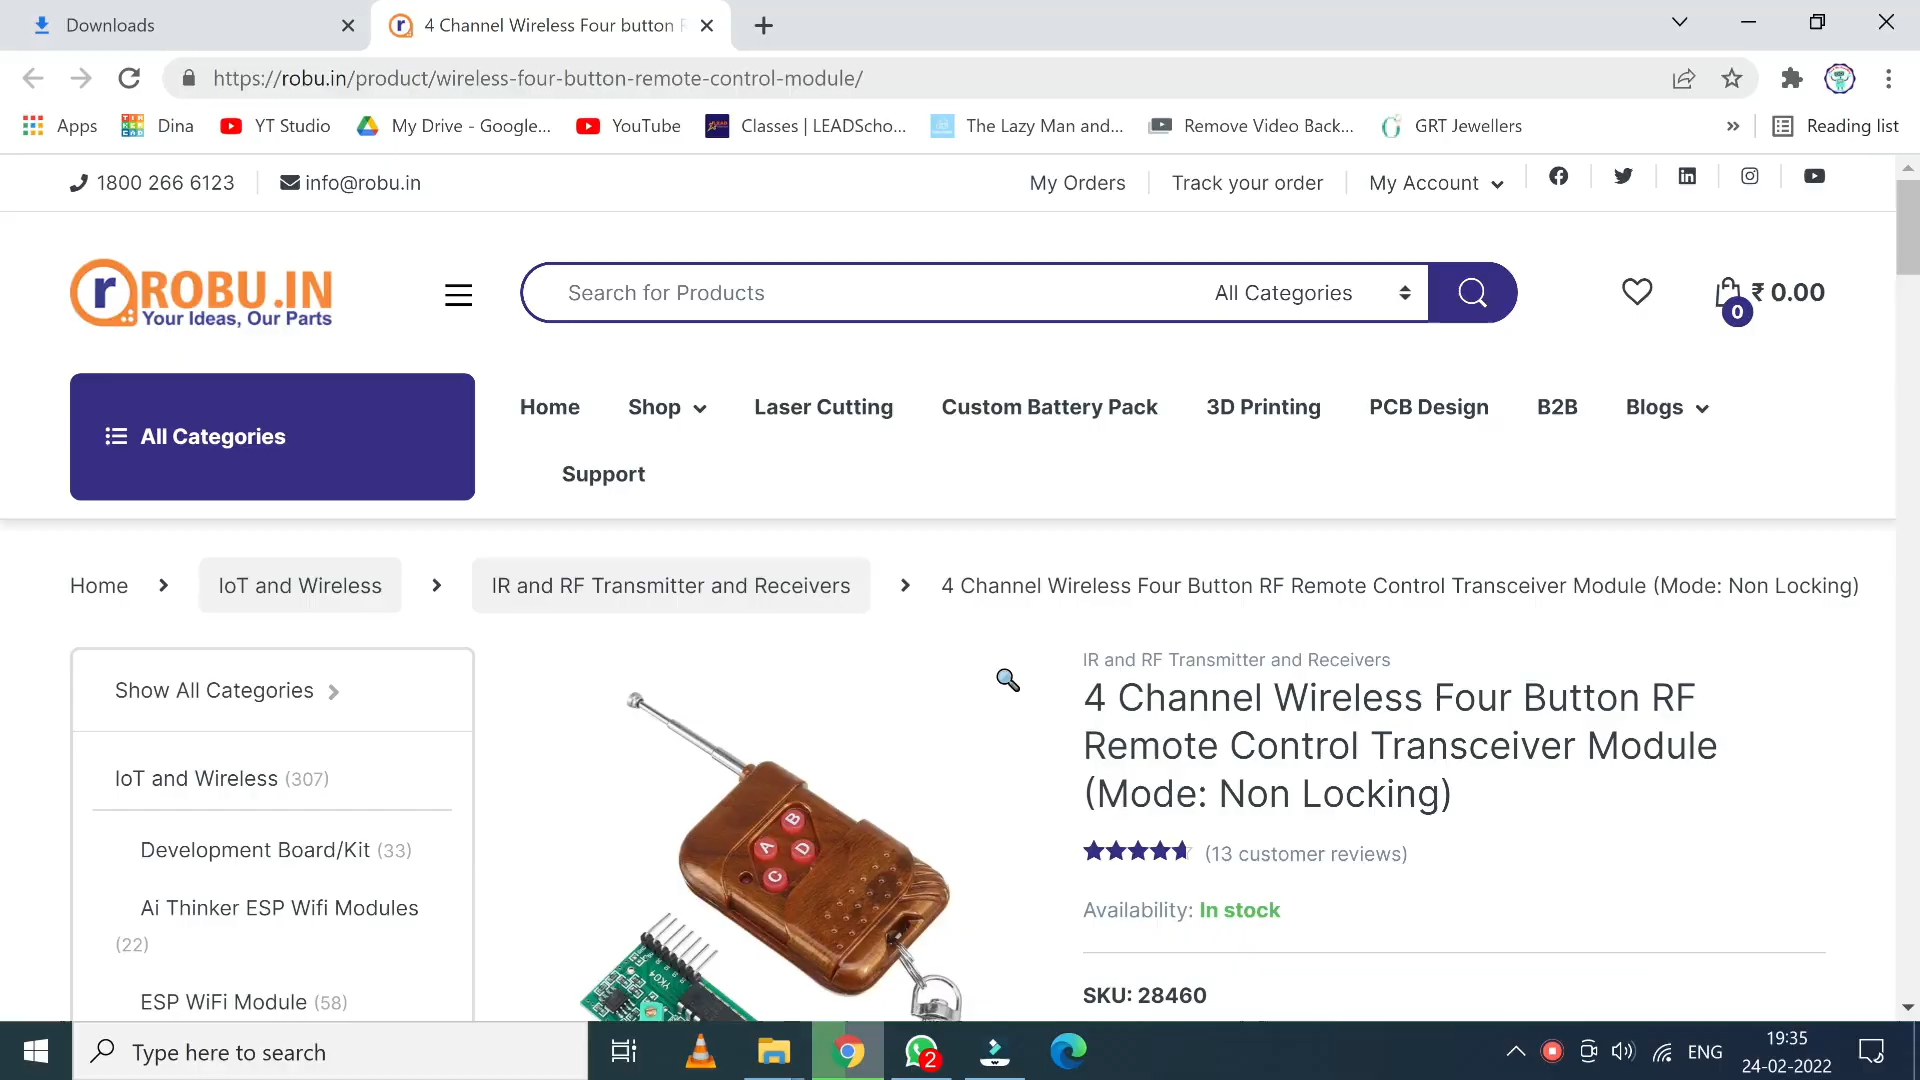 Downloads
4 Channel Wireless Four button
https://robu.in/product/wireless-four-button-remote-control-module/
Apps
Dina
YT Studio
My Drive - Google...
YouTube
Classes | LEADScho...
The Lazy Man and...
Remove Video Back...
GRT Jewellers
»
Reading list
1800 266 6123
info@robu.in
My Orders
Track your order
My Account
r ROBU.IN
Your Ideas, Our Parts
Search for Products
All Categories
0
₹ 0.00
All Categories
Home
Shop
Laser Cutting
Custom Battery Pack
3D Printing
PCB Design
B2B
Blogs
Support
Home
IoT and Wireless
IR and RF Transmitter and Receivers
4 Channel Wireless Four Button RF Remote Control Transceiver Module (Mode: Non Locking)
Show All Categories
IoT and Wireless (307)
Development Board/Kit (33)
Ai Thinker ESP Wifi Modules
(22)
ESP WiFi Module (58)
B
A
D
C
YK04
IR and RF Transmitter and Receivers
4 Channel Wireless Four Button RF
Remote Control Transceiver Module
(Mode: Non Locking)
(13 customer reviews)
Availability: In stock
SKU: 28460
Type here to search
2
ENG
19:35
24-02-2022